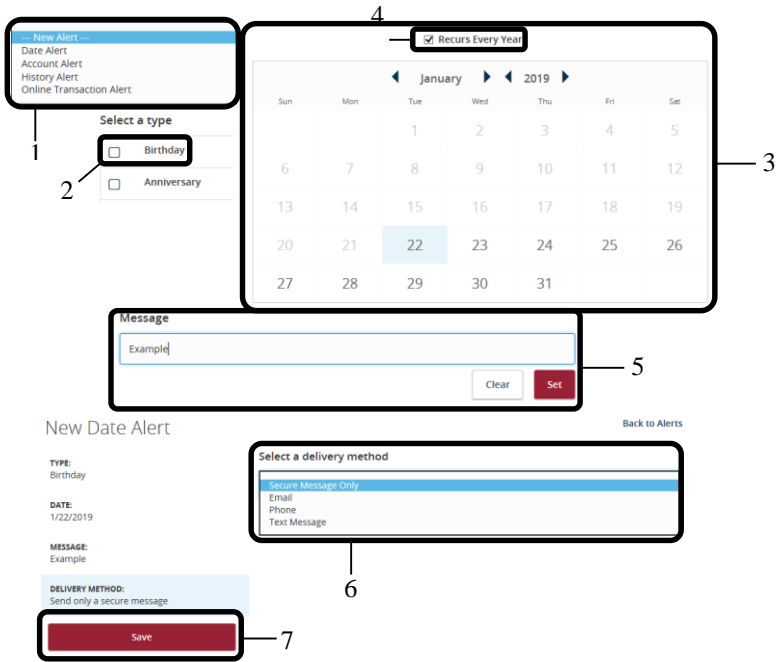 4
--- New Alert ---
Date Alert
Account Alert
History Alert
Online Transaction Alert
1
Select a type
Birthday
2
Anniversary
Recurs Every Year
January 2019
Sun Mon Tue Wed Thu Fri Sat
1 2 3 4 5
6 7 8 9 10 11 12
13 14 15 16 17 18 19
20 21 22 23 24 25 26
27 28 29 30 31
3
Message
Example
Clear Set
5
New Date Alert
Back to Alerts
TYPE:
Birthday
DATE:
1/22/2019
MESSAGE:
Example
DELIVERY METHOD:
Send only a secure message
Select a delivery method
Secure Message Only
Email
Phone
Text Message
6
Save
7